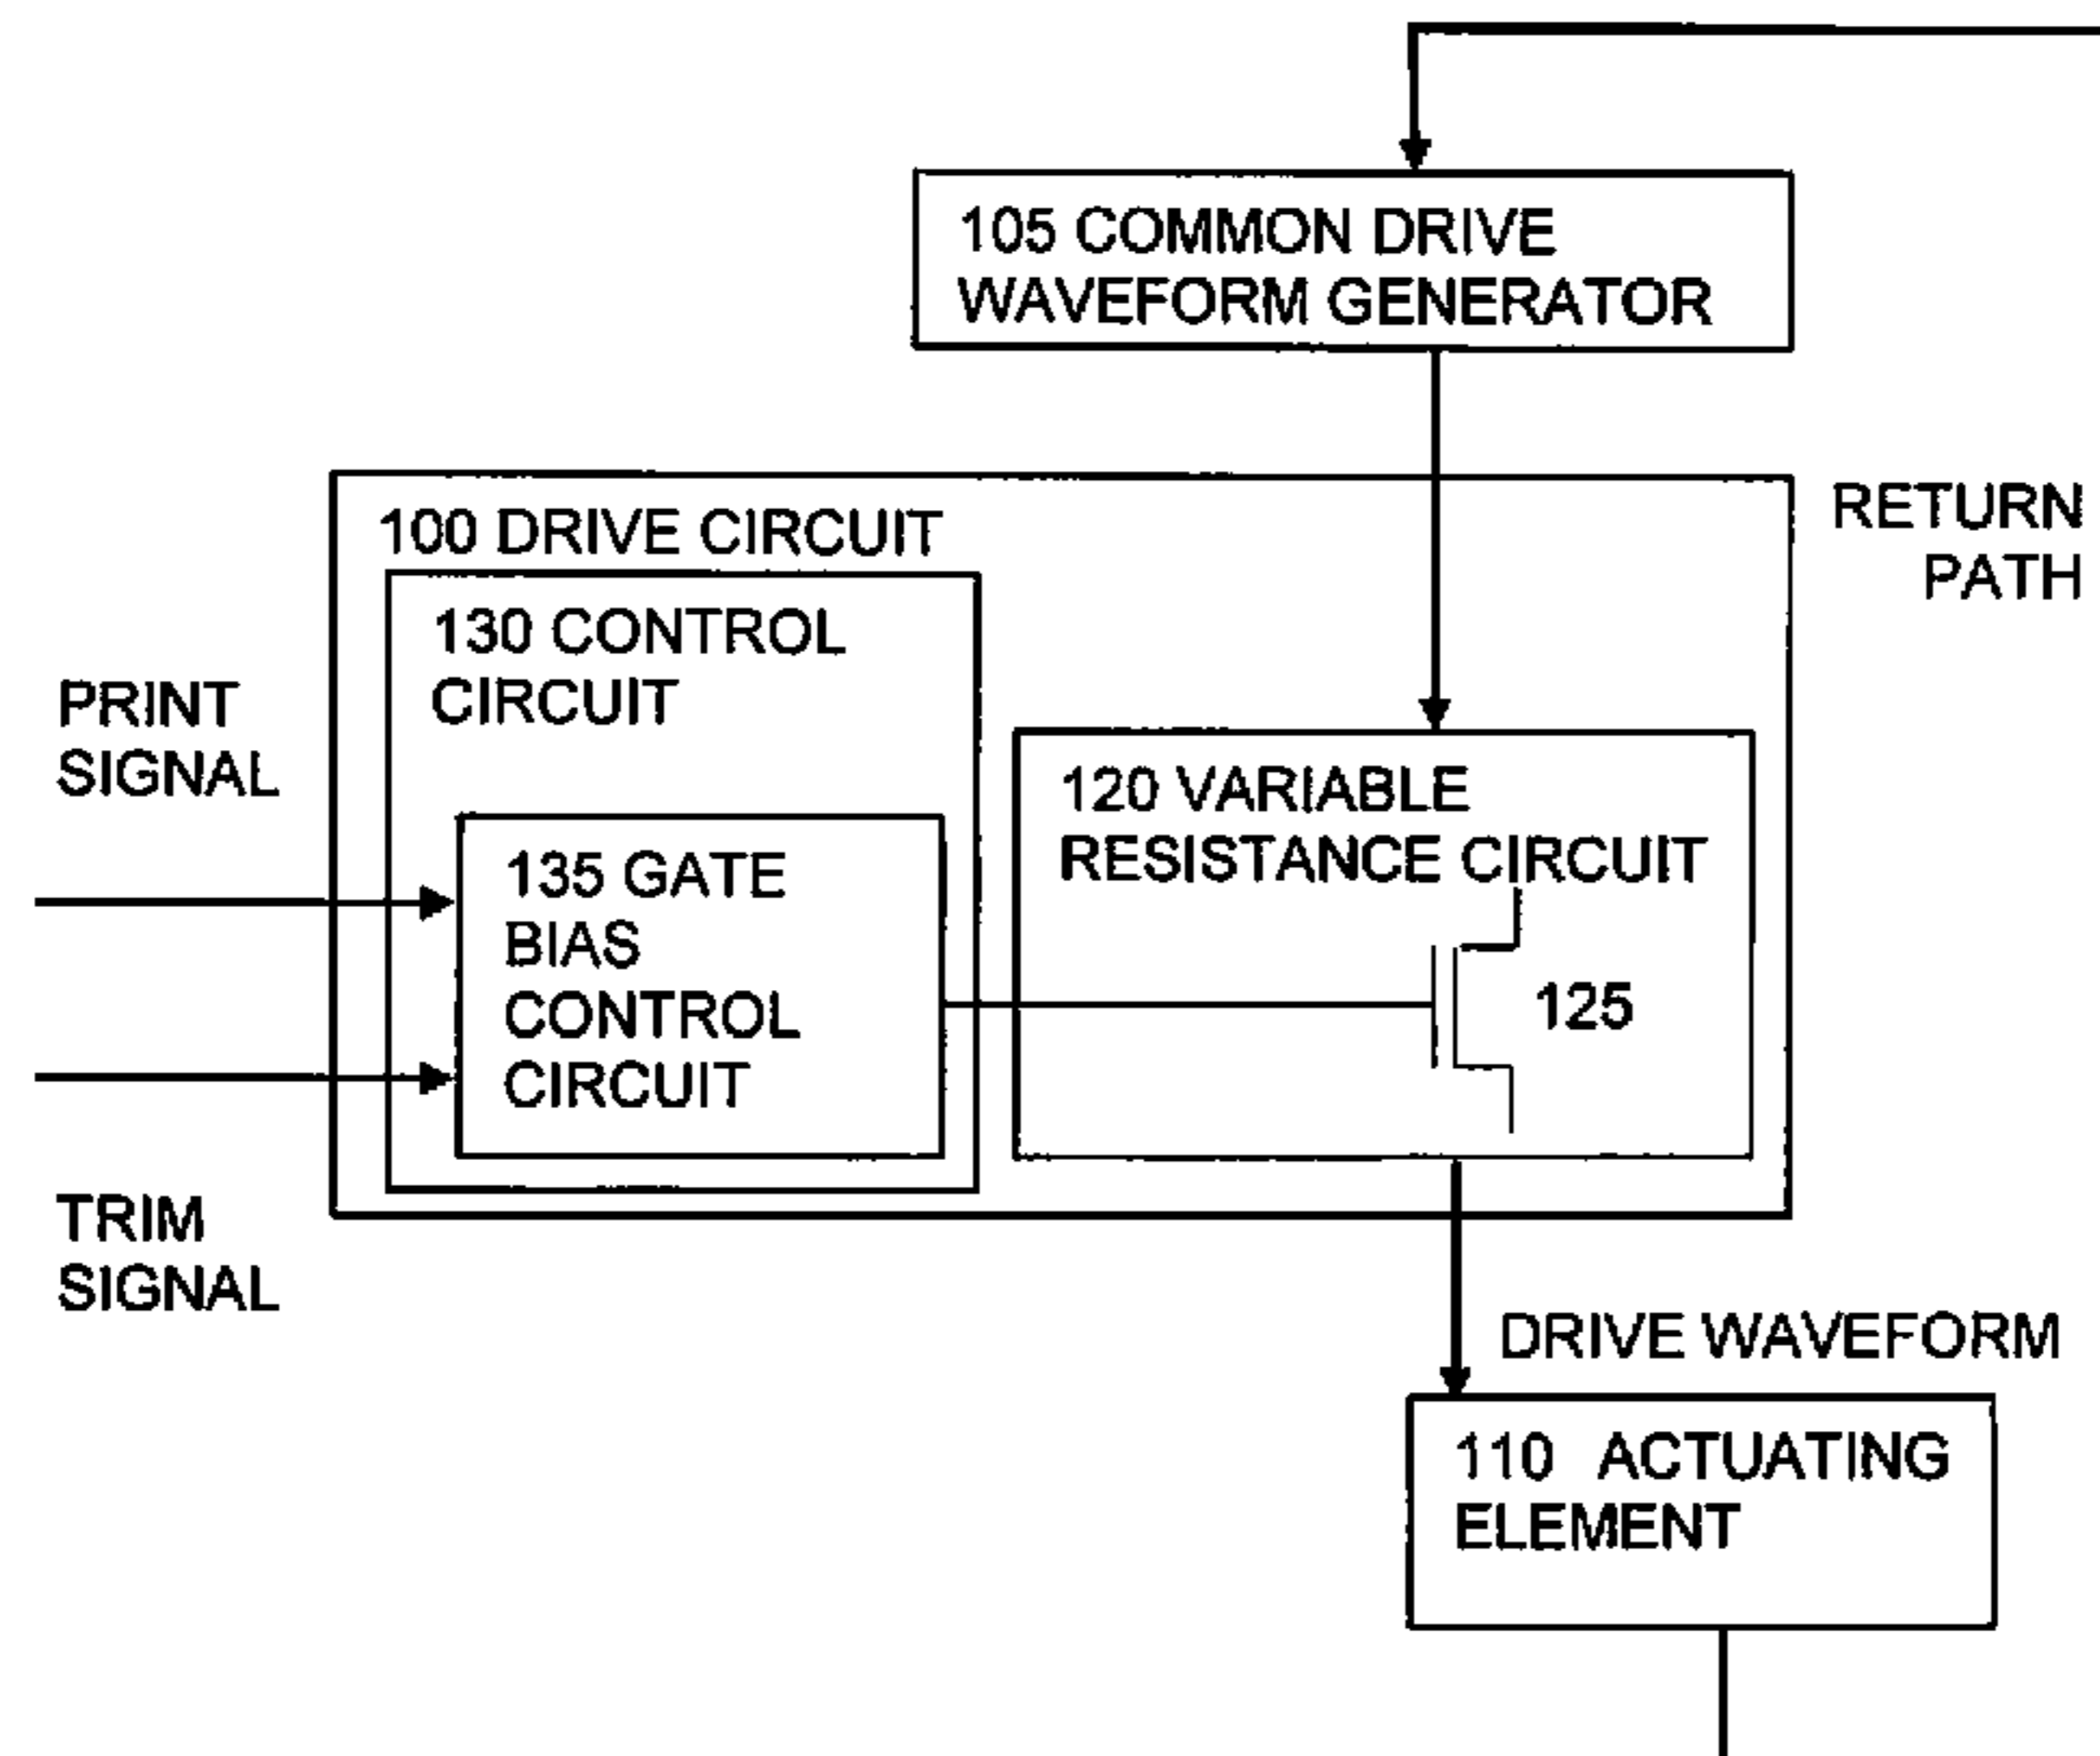 105 COMMON DRIVE
WAVEFORM GENERATOR
RETURN
PATH
100 DRIVE CIRCUIT
130 CONTROL
CIRCUIT
PRINT
SIGNAL
120 VARIABLE
RESISTANCE CIRCUIT
135 GATE
BIAS
CONTROL
CIRCUIT
125
TRIM
SIGNAL
DRIVE WAVEFORM
110 ACTUATING
ELEMENT